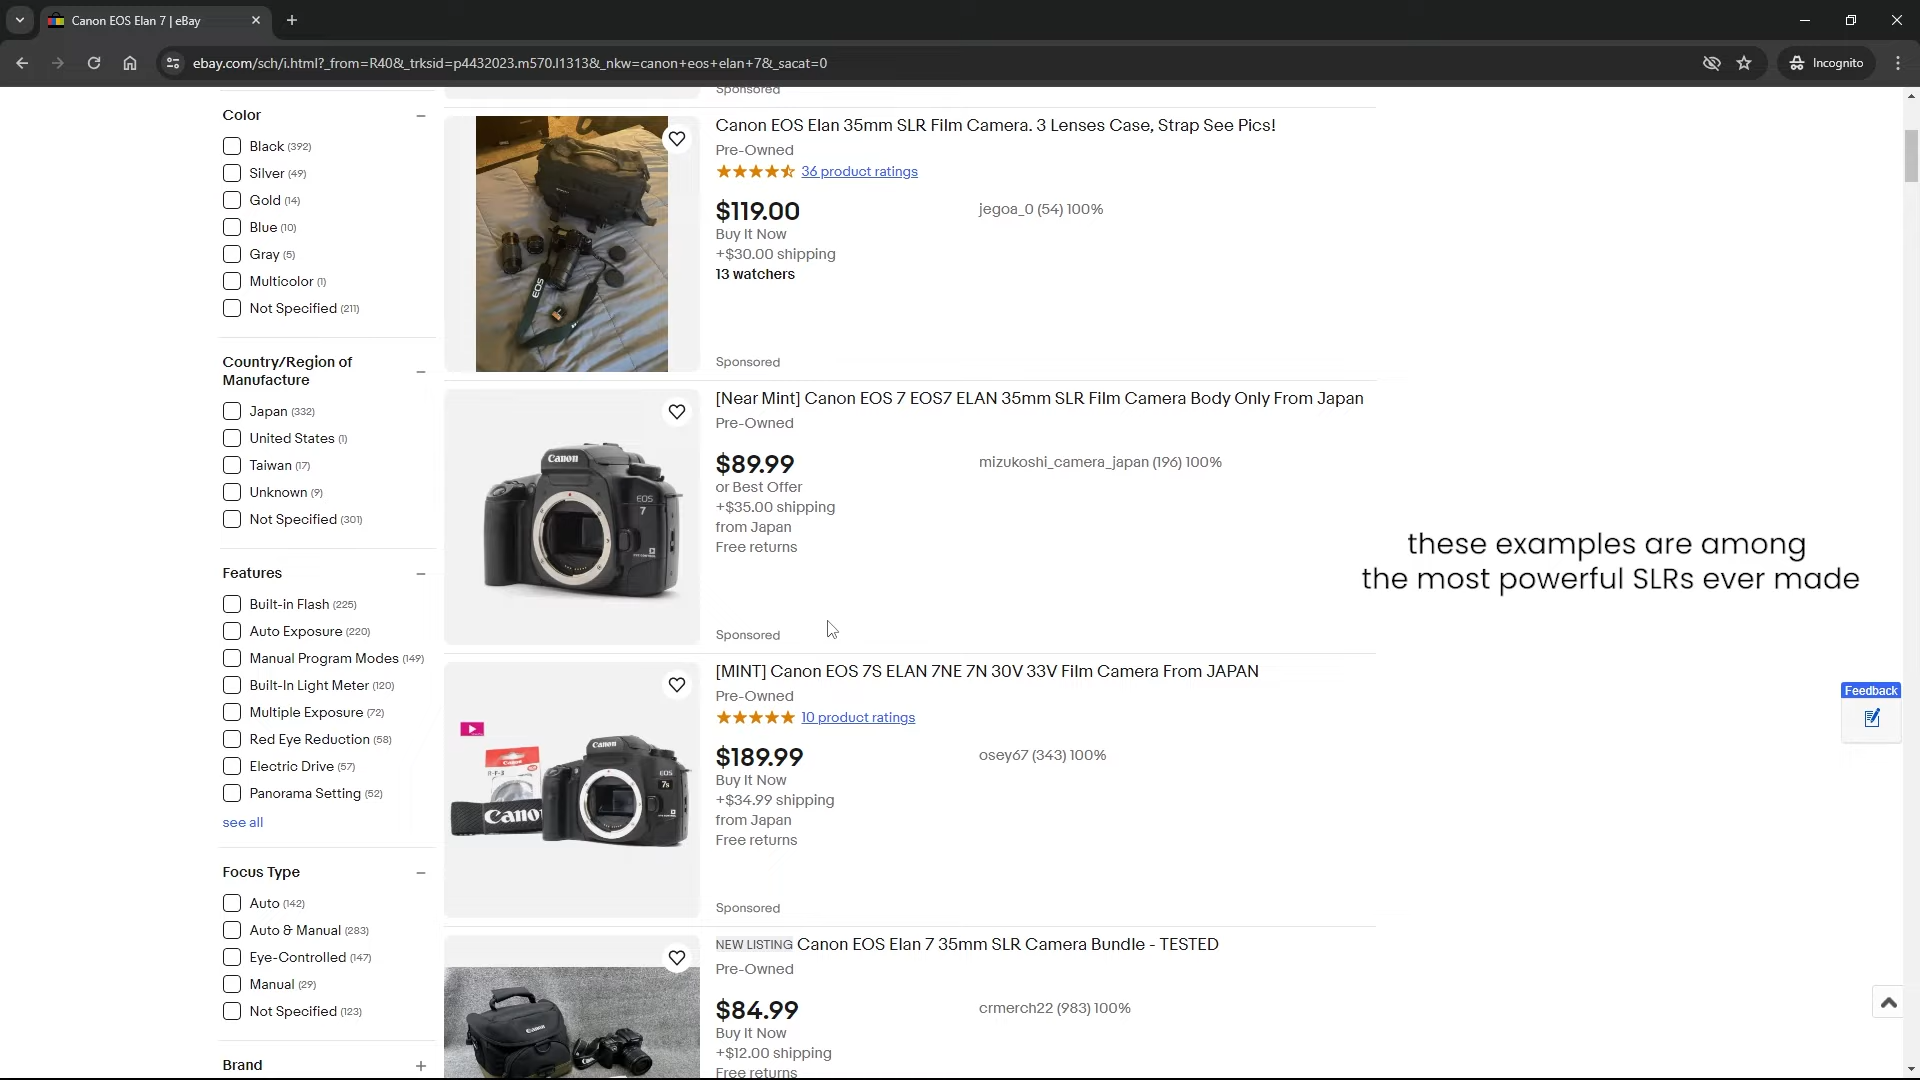 Canon EOS Elan 7 | eBay
ebay.com/sch/i.html?_from=R40&_trksid=p4432023.m570.l1313&_nkw=canon+eos+elan+7&_sacat=0
Incognito
Color
Black (392)
Silver (49)
Gold (14)
Blue (10)
Gray (5)
Multicolor (1)
Not Specified (211)
Country/Region of
Manufacture
Japan (332)
United States (1)
Taiwan (17)
Unknown (9)
Not Specified (301)
Features
Built-in Flash (225)
Auto Exposure (220)
Manual Program Modes (149)
Built-In Light Meter (120)
Multiple Exposure (72)
Red Eye Reduction (58)
Electric Drive (57)
Panorama Setting (52)
see all
Focus Type
Auto (142)
Auto & Manual (283)
Eye-Controlled (147)
Manual (29)
Not Specified (123)
Brand
Sponsored
EOS
Canon EOS Elan 35mm SLR Film Camera. 3 Lenses Case, Strap See Pics!
Pre-Owned
36 product ratings
$119.00
jegoa_0 (54) 100%
Buy It Now
+$30.00 shipping
13 watchers
Sponsored
Canon
EOS
7
[Near Mint] Canon EOS 7 EOS7 ELAN 35mm SLR Film Camera Body Only From Japan
Pre-Owned
$89.99
mizukoshi_camera_japan (196) 100%
or Best Offer
+$35.00 shipping
from Japan
Free returns
Sponsored
Canon
EOS
7s
Cano
[MINT] Canon EOS 7S ELAN 7NE 7N 30V 33V Film Camera From JAPAN
Pre-Owned
10 product ratings
$189.99
osey67 (343) 100%
Buy It Now
+$34.99 shipping
from Japan
Free returns
Sponsored
Canon
NEW LISTING Canon EOS Elan 7 35mm SLR Camera Bundle - TESTED
Pre-Owned
$84.99
crmerch22 (983) 100%
Buy It Now
+$12.00 shipping
Free returns
these examples are among
the most powerful SLRs ever made
Feedback